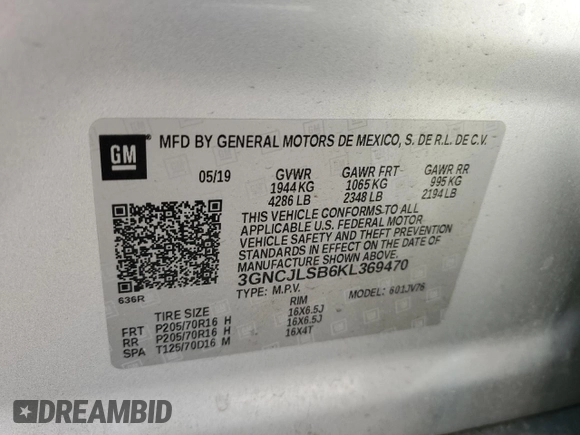 GM
MFD BY GENERAL MOTORS DE MEXICO, S. DE R.L. DE C.V.
05/19 GVWR GAWR FRT GAWR RR
1944 KG 1065 KG 995 KG
4286 LB 2348 LB 2194 LB
THIS VEHICLE CONFORMS TO ALL
APPLICABLE U.S. FEDERAL MOTOR
VEHICLE SAFETY AND THEFT PREVENTION
STANDARDS IN EFFECT ON THE DATE OF
MANUFACTURE SHOWN ABOVE.
3GNCJLSB6KL369470
TYPE: M.P.V. MODEL: 601JV76
636R
TIRE SIZE RIM
FRT P205/70R16 H 16X6.5J
RR P205/70R16 H 16X6.5J
SPA T125/70D16 M 16X4T
DREAMBID